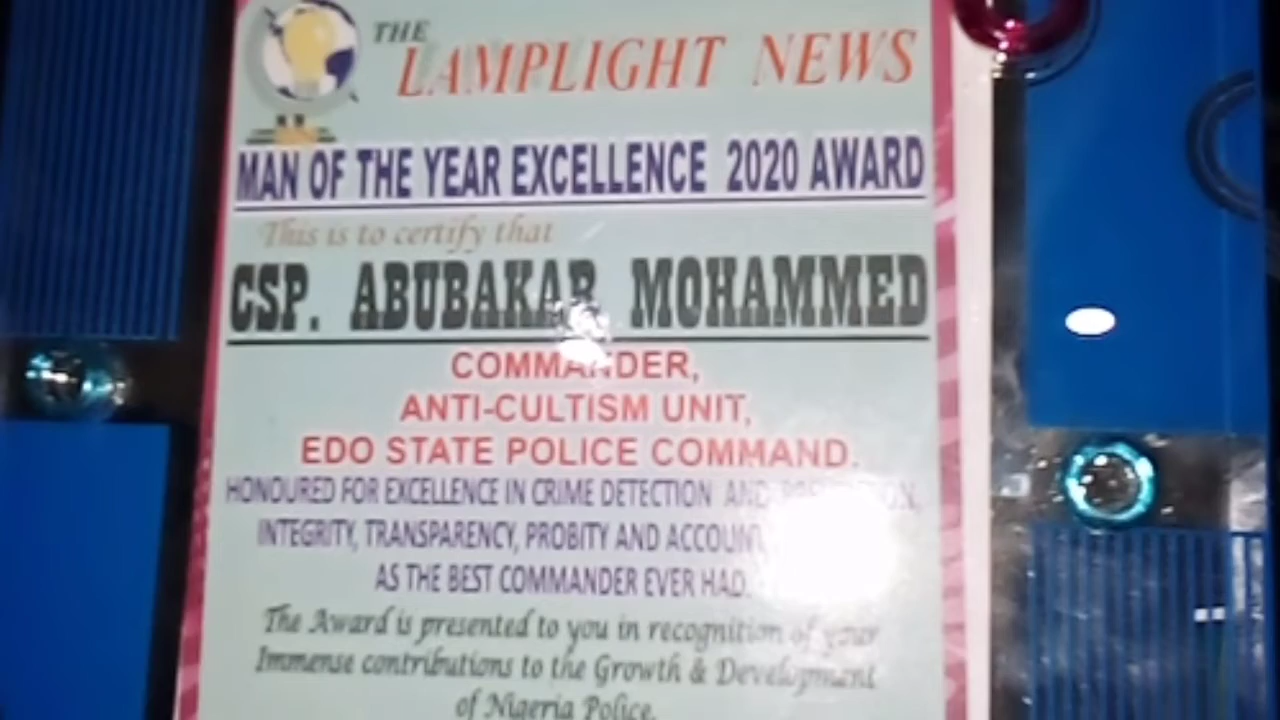 THE
LAMPLIGHT NEWS
MAN OF THE YEAR EXCELLENCE 2020 AWARD
This is to certify that
CSP. ABUBAKAR MOHAMMED
COMMANDER,
ANTI-CULTISM UNIT,
EDO STATE POLICE COMMAND.
HONOURED FOR EXCELLENCE IN CRIME DETECTION AND
INTEGRITY, TRANSPARENCY, PROBITY AND
AS THE BEST COMMANDER EVER HAD.
The Award is presented to you in recognition of your
Immense contributions to the Growth & Development
of Nigeria Police.